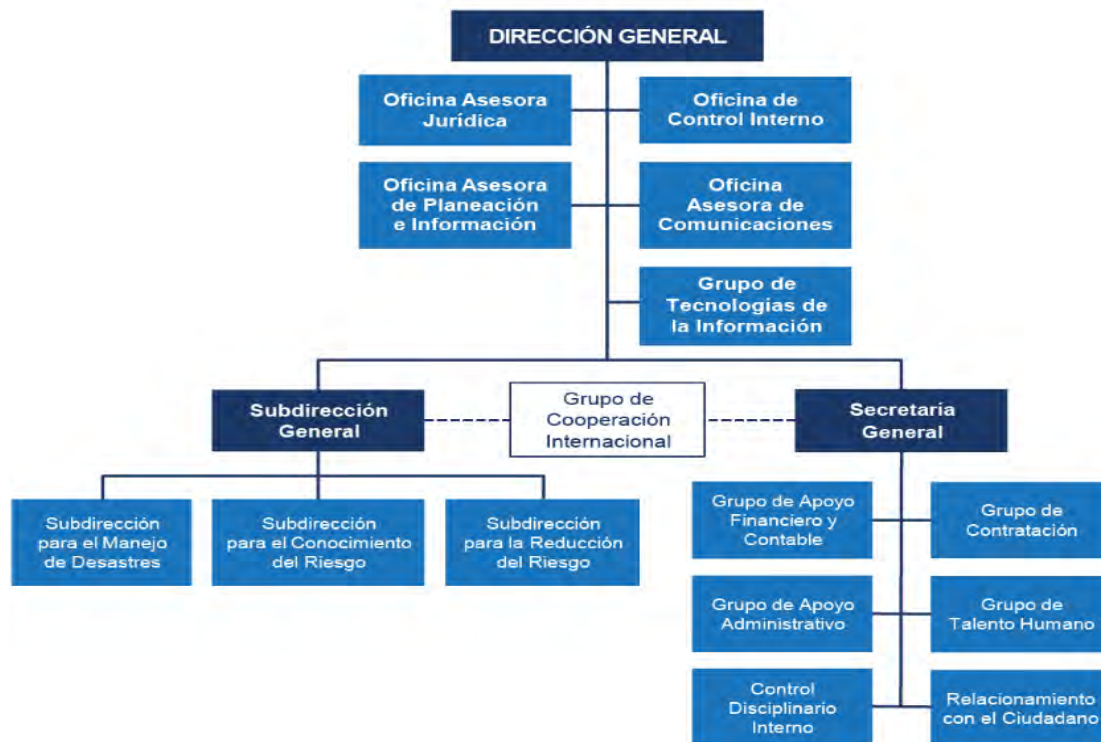 DIRECCIÓN GENERAL
Oficina Asesora
Jurídica
Oficina de
Control Interno
Oficina Asesora
de Planeación
e Información
Oficina
Asesora de
Comunicaciones
Grupo de
Tecnologias de
la Información
Subdirección
General
Grupo de
Cooperación
Internacional
Secretaria
General
Subdirección
para el Manejo
de Desastres
Subdirección
para el Conocimiento
del Riesgo
Subdirección
para la Reducción
del Riesgo
Grupo de Apoyo
Financiero y
Contable
Grupo de
Contratación
Grupo de Apoyo
Administrativo
Grupo de
Talento Humano
Control
Disciplinario
Interno
Relacionamiento
con el Ciudadano